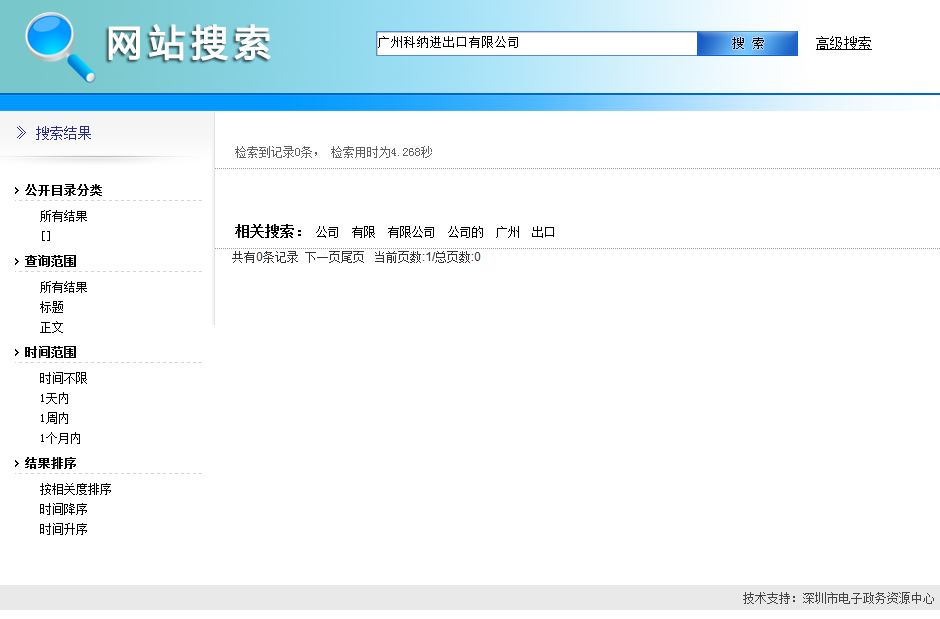 网站搜索
广州科纳进出口有限公司 搜 索 高级搜索
搜索结果
检索到记录0条， 检索用时为4.268秒
公开目录分类
所有结果
[]
相关搜索： 公司 有限 有限公司 公司的 广州 出口
共有0条记录 下一页尾页 当前页数:1/总页数:0
查询范围
所有结果
标题
正文
时间范围
时间不限
1天内
1周内
1个月内
结果排序
按相关度排序
时间降序
时间升序
技术支持：深圳市电子政务资源中心